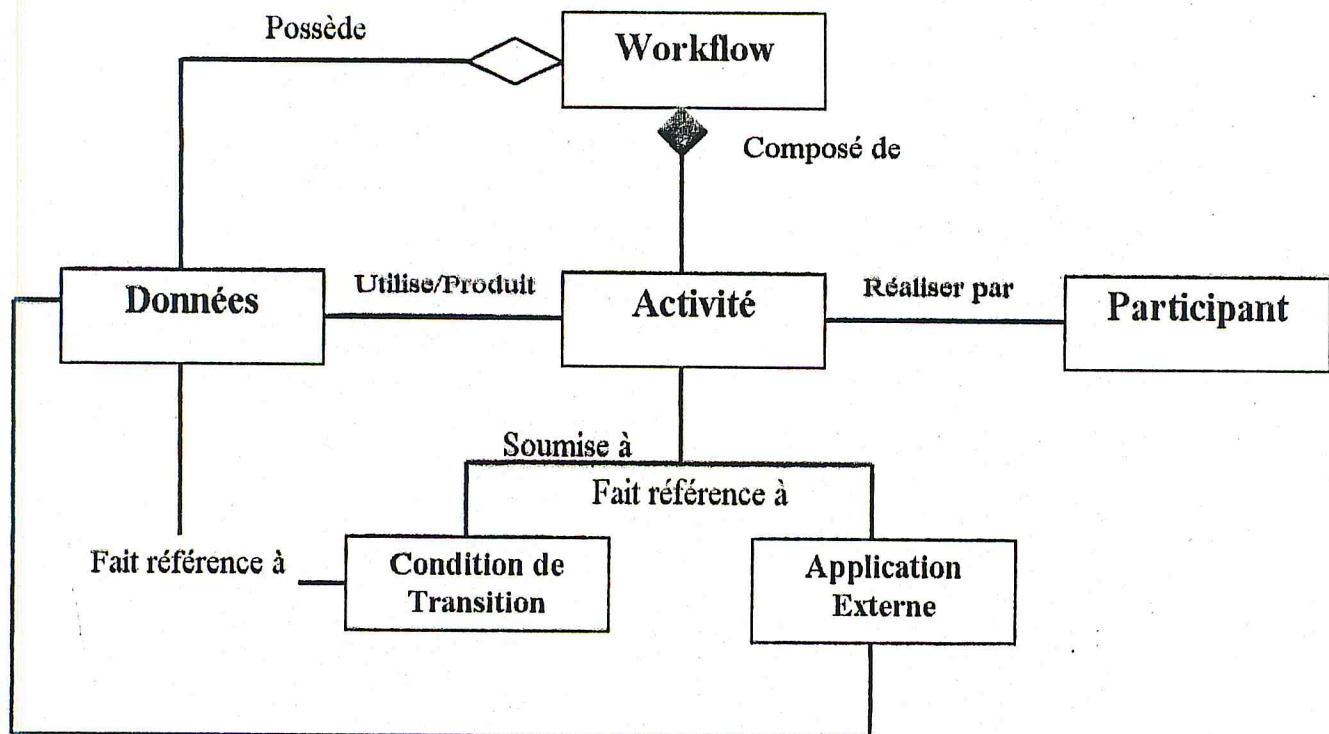 Possède
Workflow
Composé de
Données
Utilise/Produit
Activité
Réaliser par
Participant
Soumise à
Fait référence à
Fait référence à
Condition de
Transition
Application
Externe